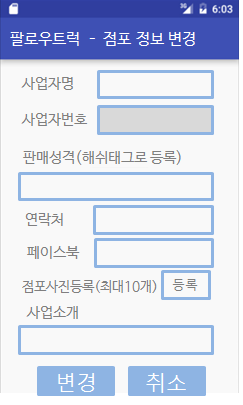 3G 6:03
팔로우트럭 - 점포 정보 변경
사업자명
사업자번호
판매성격(해쉬태그로 등록)
연락처
페이스북
점포사진등록(최대10개) 등록
사업소개
변경 취소